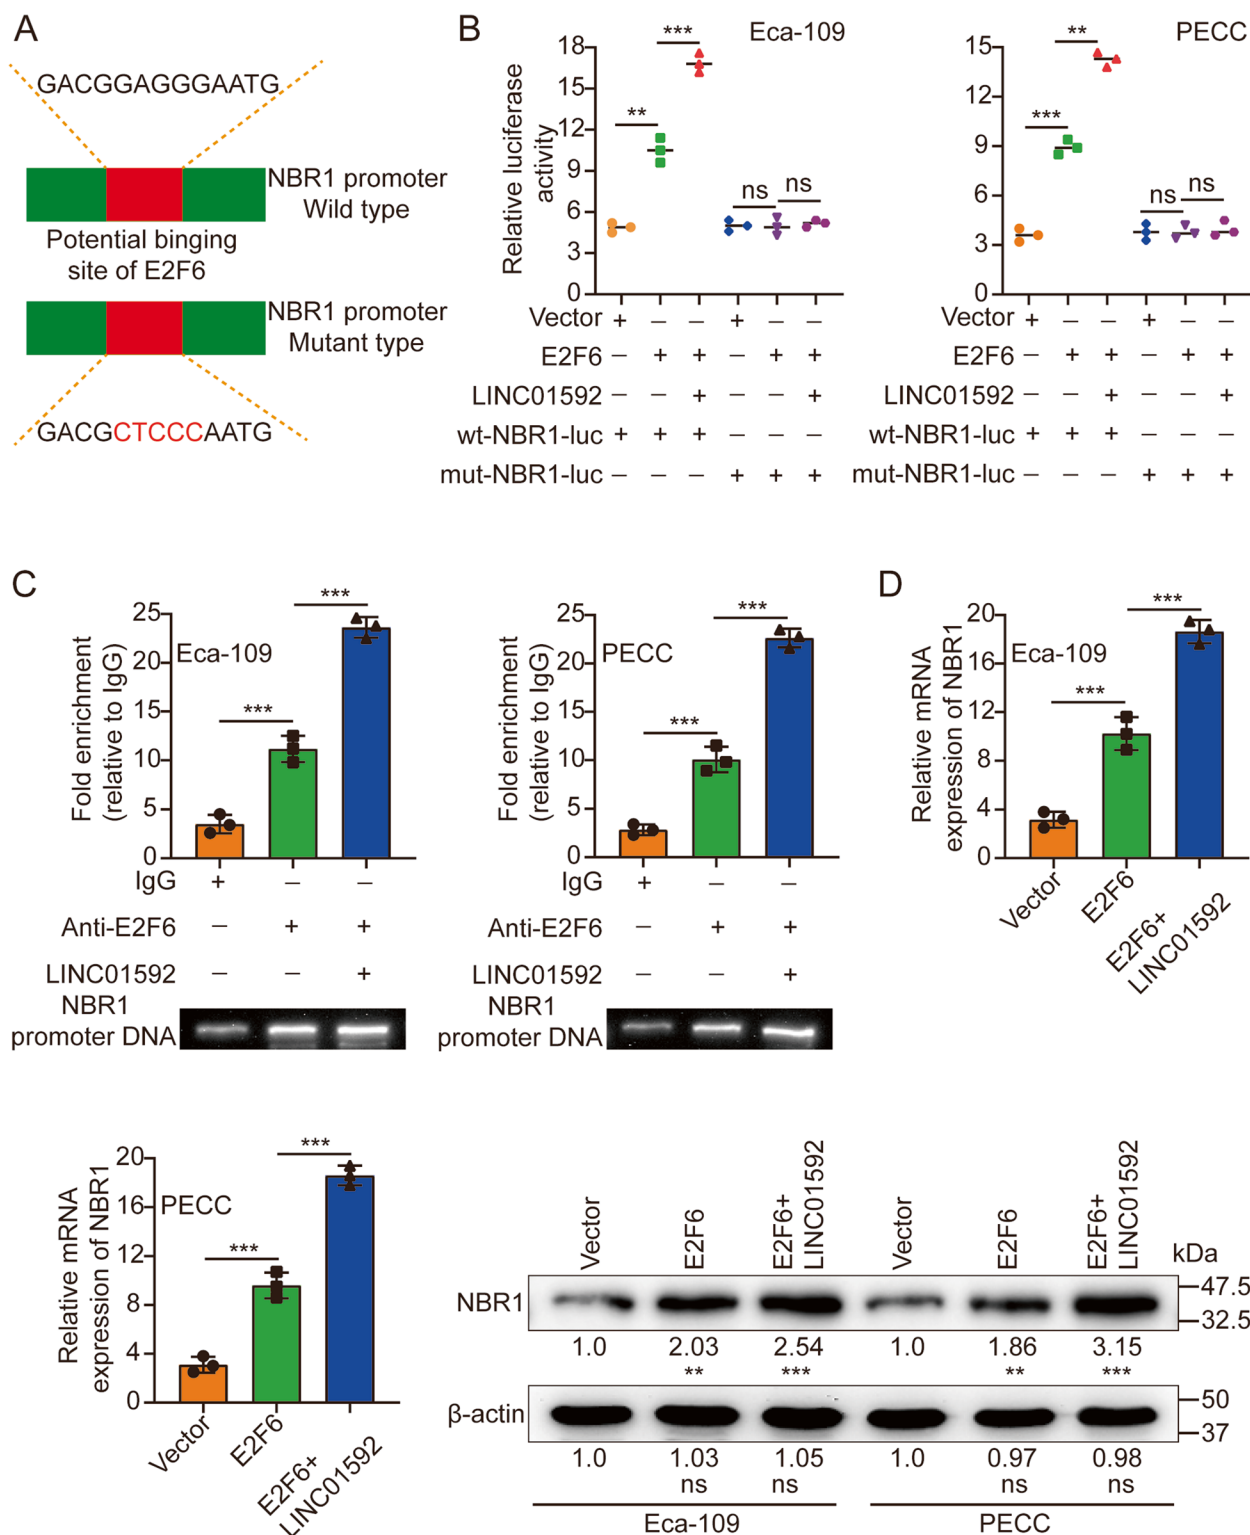 A
GACGGAGGGAATG
NBR1 promoter
Wild type
Potential binging
site of E2F6
NBR1 promoter
Mutant type
GACGCTCCCAATG
B
Relative luciferase
activity
Eca-109
18
15
12
9
6
3
0
**
***
ns
ns
Vector + − − + − −
E2F6 − + + − + +
LINC01592 − − + − − +
wt-NBR1-luc + + + − − −
mut-NBR1-luc − − − + + +
PECC
15
12
9
6
3
0
***
**
ns
ns
Vector + − − + − −
E2F6 − + + − + +
LINC01592 − − + − − +
wt-NBR1-luc + + + − − −
mut-NBR1-luc − − − + + +
C
Fold enrichment
(relative to IgG)
Eca-109
25
20
15
10
5
0
***
***
IgG + − −
Anti-E2F6 − + +
LINC01592 − − +
NBR1
promoter DNA
Fold enrichment
(relative to IgG)
PECC
25
20
15
10
5
0
***
***
IgG + − −
Anti-E2F6 − + +
LINC01592 − − +
NBR1
promoter DNA
D
Relative mRNA
expression of NBR1
Eca-109
20
16
12
8
4
0
***
***
Vector
E2F6
E2F6+
LINC01592
Relative mRNA
expression of NBR1
PECC
20
16
12
8
4
0
***
***
Vector
E2F6
E2F6+
LINC01592
Vector
E2F6
E2F6+
LINC01592
Vector
E2F6
E2F6+
LINC01592
kDa
NBR1
47.5
32.5
1.0 2.03 2.54 1.0 1.86 3.15
** *** ** ***
β-actin
50
37
1.0 1.03 1.05 1.0 0.97 0.98
ns ns ns ns
Eca-109 PECC